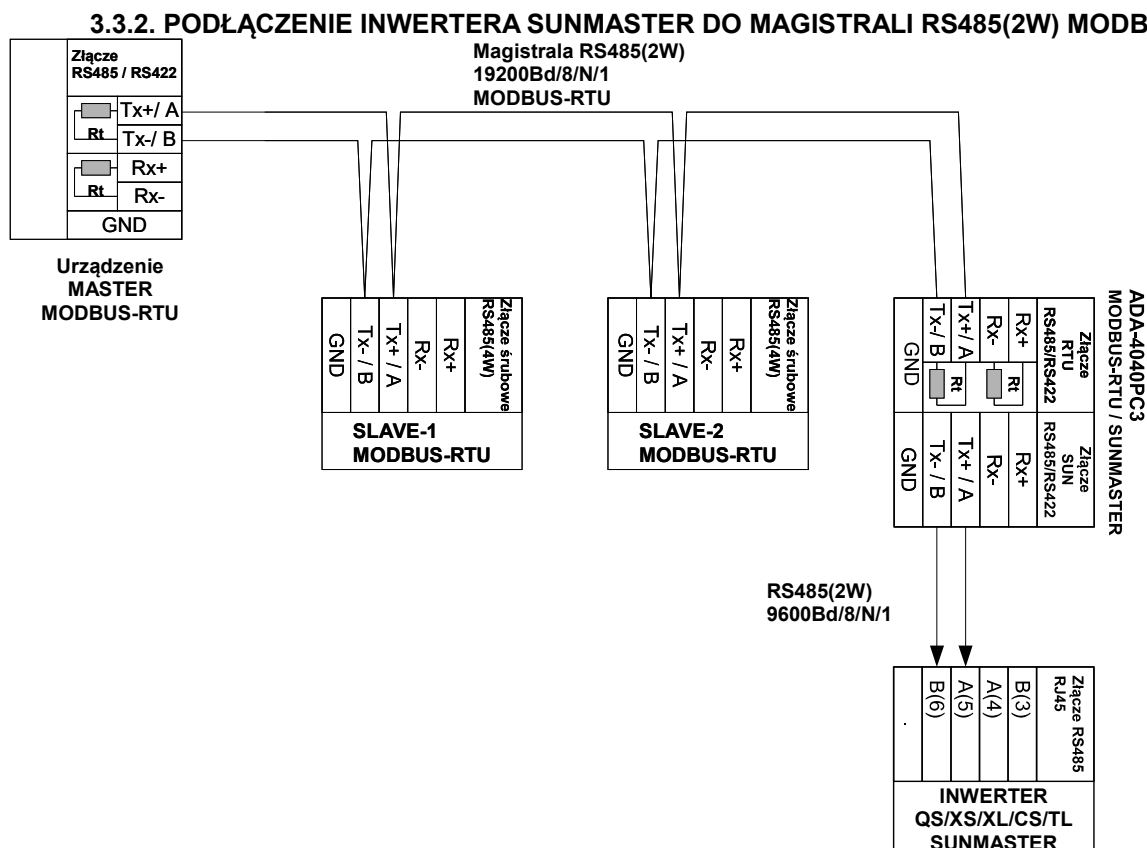 3.3.2. PODŁĄCZENIE INWERTERA SUNMASTER DO MAGISTRALI RS485(2W) MODB
Złącze
RS485 / RS422
Tx+/ A
Rt
Tx-/ B
Rx+
Rt
Rx-
GND
Urządzenie
MASTER
MODBUS-RTU
Magistrala RS485(2W)
19200Bd/8/N/1
MODBUS-RTU
GND
Tx- / B
Tx+ / A
Rx-
Rx+
Złącze śrubowe
RS485(4W)
SLAVE-1
MODBUS-RTU
GND
Tx- / B
Tx+ / A
Rx-
Rx+
Złącze śrubowe
RS485(4W)
SLAVE-2
MODBUS-RTU
ADA-4040PC3
MODBUS-RTU / SUNMASTER
GND
Tx-/ B
Tx+/ A
Rx-
Rx+
Złącze
RTU
RS485/RS422
Rt
Rt
GND
Tx- / B
Tx+ / A
Rx-
Rx+
Złącze
SUN
RS485/RS422
RS485(2W)
9600Bd/8/N/1
.
B(6)
A(5)
A(4)
B(3)
Złącze RS485
RJ45
INWERTER
QS/XS/XL/CS/TL
SUNMASTER